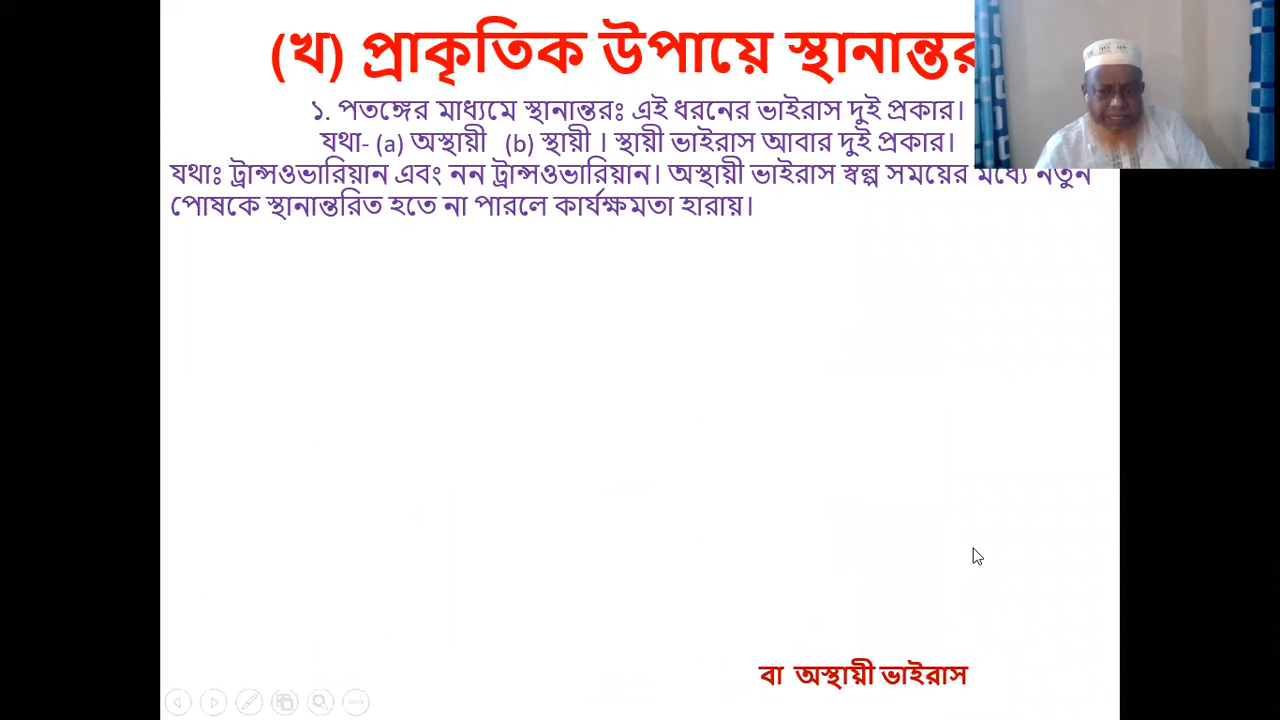 (খ) প্রাকৃতিক উপায়ে স্থানান্তর
১. পতঙ্গের মাধ্যমে স্থানান্তরঃ এই ধরনের ভাইরাস দুই প্রকার।
যথা- (a) অস্থায়ী (b) স্থায়ী । স্থায়ী ভাইরাস আবার দুই প্রকার।
যথাঃ ট্রান্সওভারিয়ান এবং নন ট্রান্সওভারিয়ান। অস্থায়ী ভাইরাস স্বল্প সময়ের মধ্যে নতুন
পোষকে স্থানান্তরিত হতে না পারলে কার্যক্ষমতা হারায়।
বা অস্থায়ী ভাইরাস